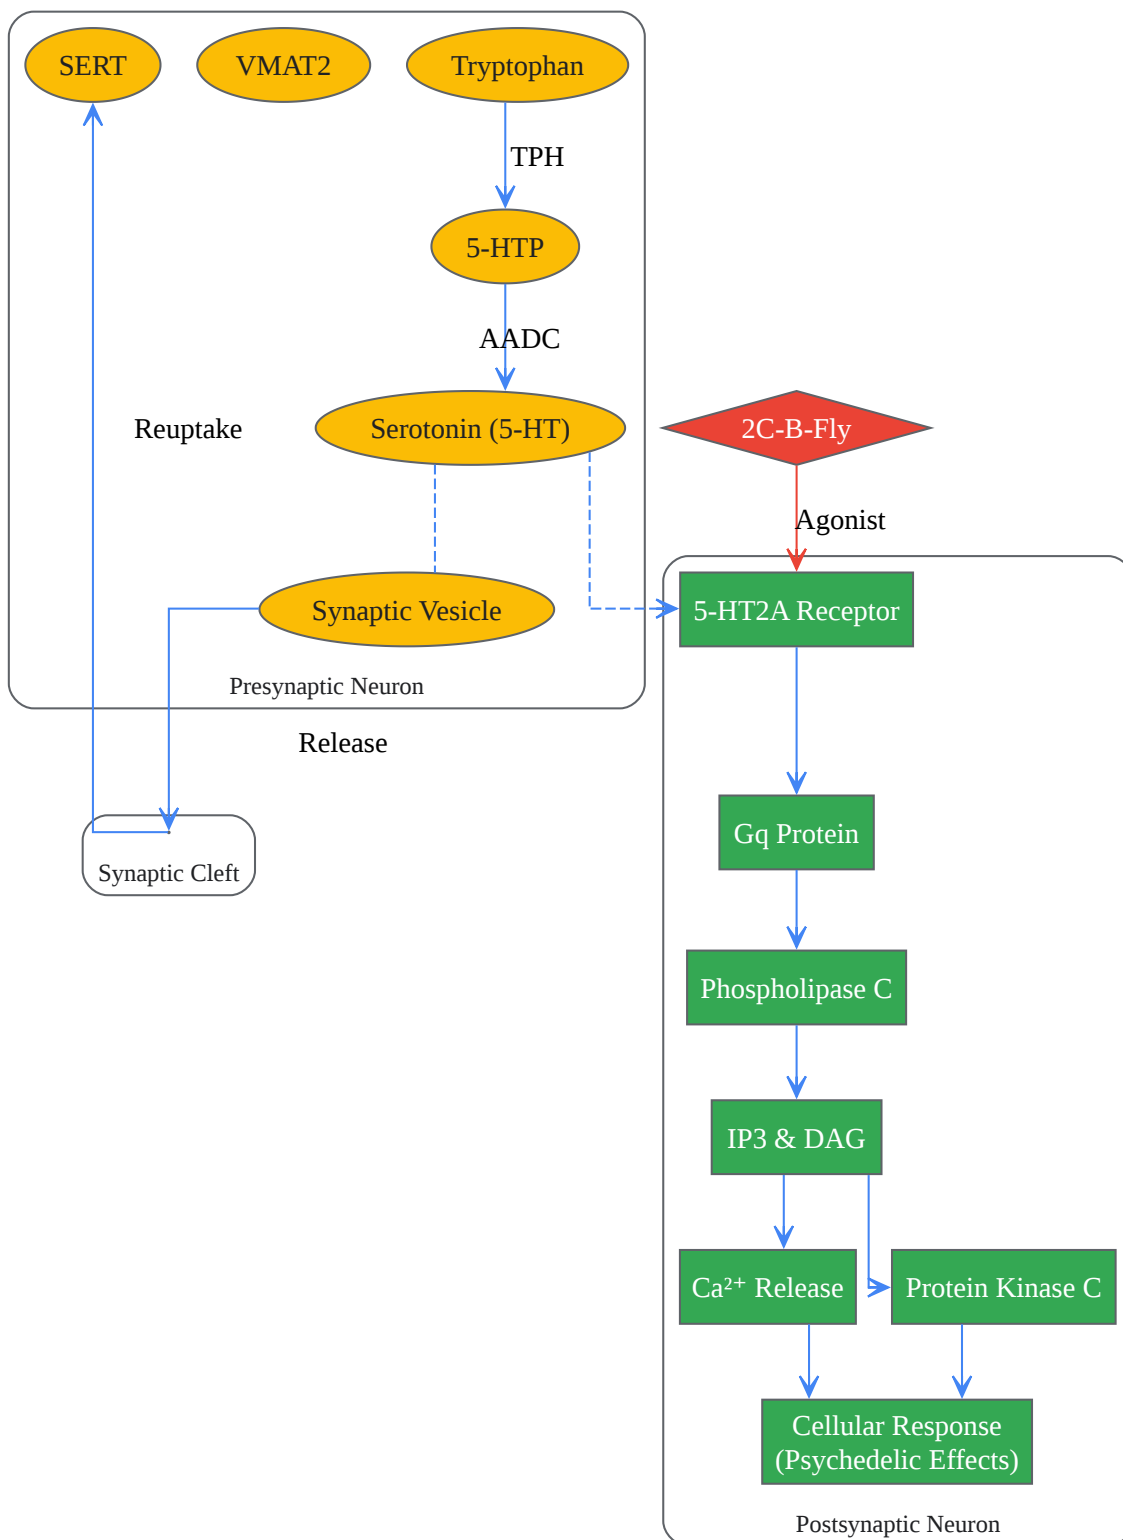 SERT
VMAT2
Tryptophan
TPH
5-HTP
AADC
Reuptake
Serotonin (5-HT)
2C-B-Fly
Agonist
Synaptic Vesicle
5-HT2A Receptor
Presynaptic Neuron
Release
Gq Protein
Synaptic Cleft
Phospholipase C
IP3 & DAG
Ca²⁺ Release
Protein Kinase C
Cellular Response
(Psychedelic Effects)
Postsynaptic Neuron